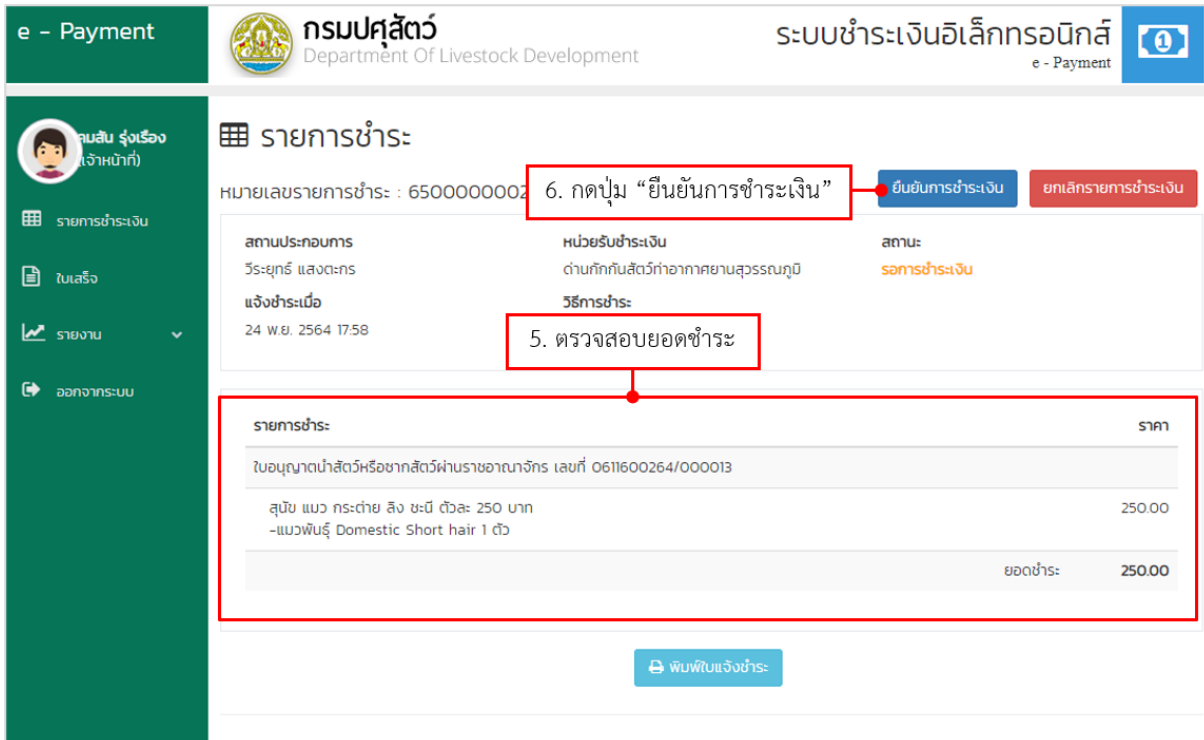 e - Payment
กรมปศุสัตว์
Department Of Livestock Development
ระบบชำระเงินอิเล็กทรอนิกส์
e - Payment
คมสัน รุ่งเรือง
(เจ้าหน้าที่)
รายการชำระเงิน
ใบเสร็จ
รายงาน
ออกจากระบบ
รายการชำระ
หมายเลขรายการชำระ : 6500000002
6. กดปุ่ม “ยืนยันการชำระเงิน”
ยืนยันการชำระเงิน
ยกเลิกรายการชำระเงิน
สถานประกอบการ
หน่วยรับชำระเงิน
สถานะ
วีระยุทธ์ แสงตะกร
ด่านกักกันสัตว์ท่าอากาศยานสุวรรณภูมิ
รอการชำระเงิน
แจ้งชำระเมื่อ
วิธีการชำระ
24 พ.ย. 2564 17:58
5. ตรวจสอบยอดชำระ
รายการชำระ
ราคา
ใบอนุญาตนำสัตว์หรือซากสัตว์ผ่านราชอาณาจักร เลขที่ 0611600264/000013
สุนัข แมว กระต่าย ลิง ชะนี ตัวละ 250 บาท
250.00
-แมวพันธุ์ Domestic Short hair 1 ตัว
ยอดชำระ 250.00
พิมพ์ใบแจ้งชำระ